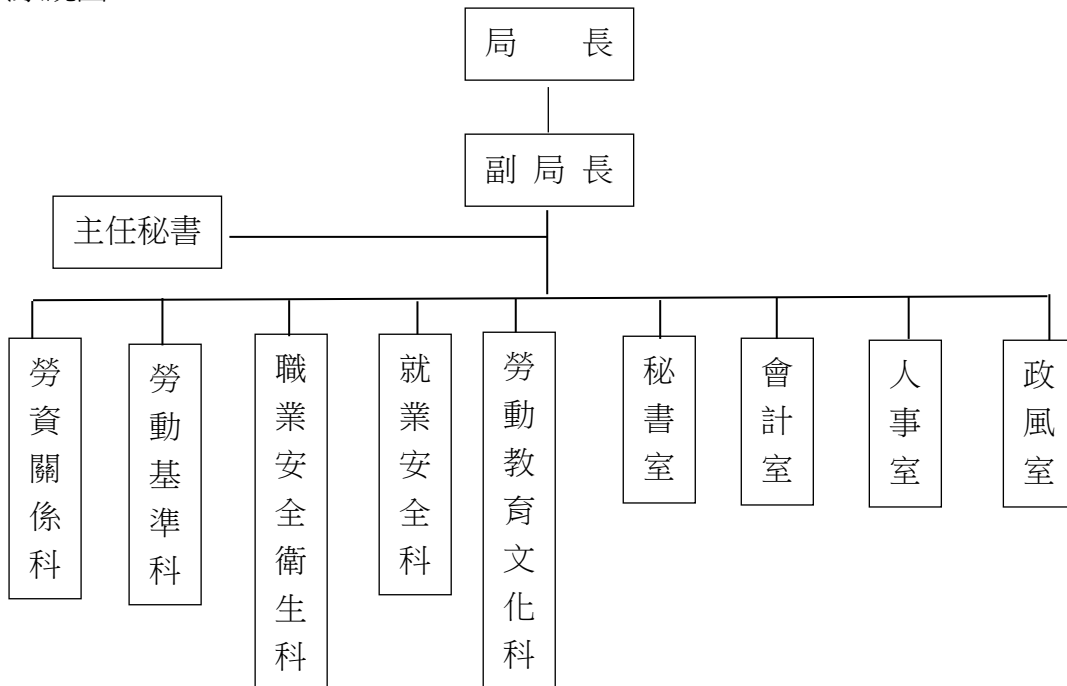 局 長
副 局 長
主任秘書
勞資關係科
勞動基準科
職業安全衛生科
就業安全科
勞動教育文化科
秘書室
會計室
人事室
政風室